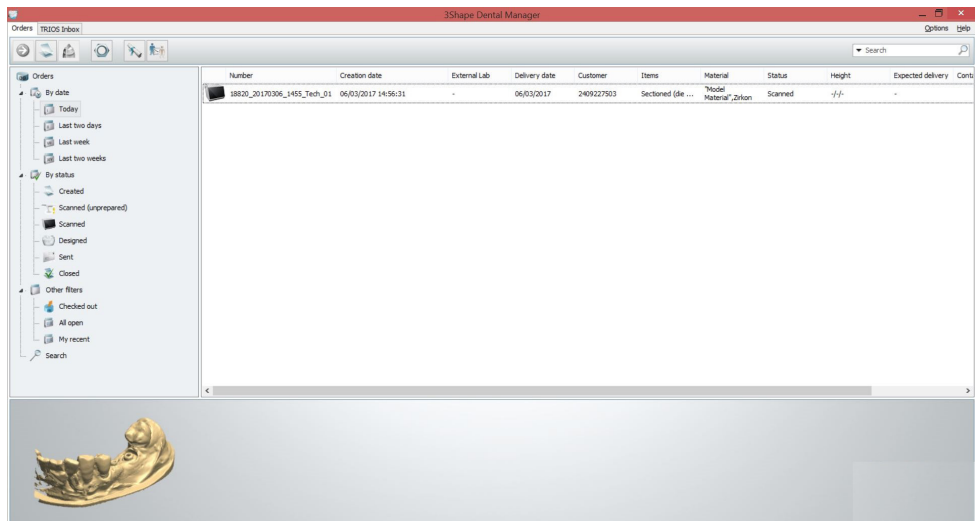 3Shape Dental Manager
Orders TRIOS Inbox Options Help
Search
Orders
By date
Today
Last two days
Last week
Last two weeks
By status
Created
Scanned (unprepared)
Scanned
Designed
Sent
Closed
Other filters
Checked out
All open
My recent
Search
Number Creation date External Lab Delivery date Customer Items Material Status Height Expected delivery Conta
18820_20170306_1455_Tech_01 06/03/2017 14:56:31 - 06/03/2017 2409227503 Sectioned (die ... "Model Scanned -/-/- -
Material",Zirkon